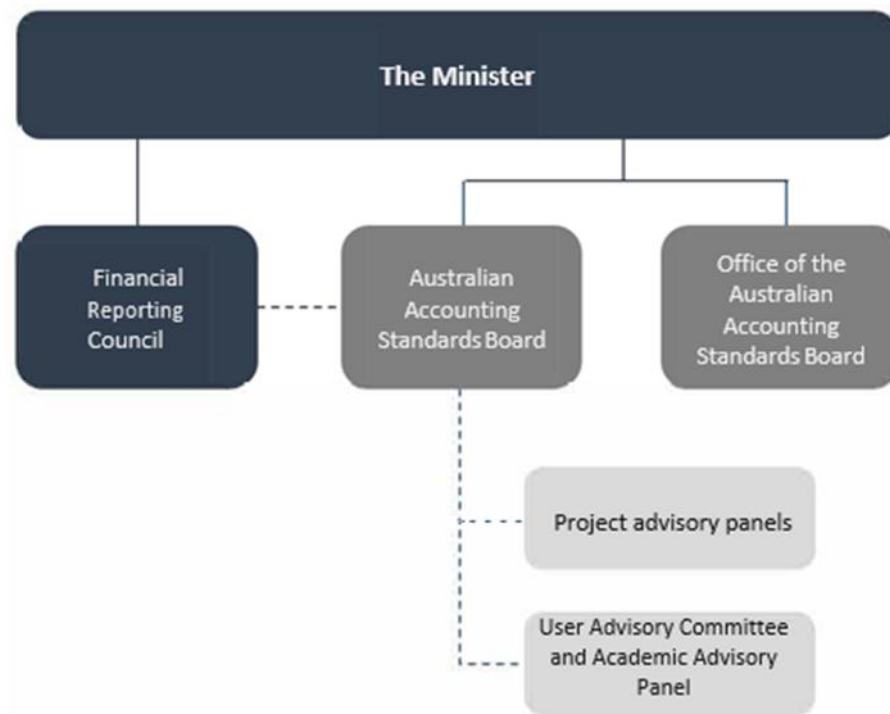 The Minister
Financial
Reporting
Council
Australian
Accounting
Standards Board
Office of the
Australian
Accounting
Standards Board
Project advisory panels
User Advisory Committee
and Academic Advisory
Panel